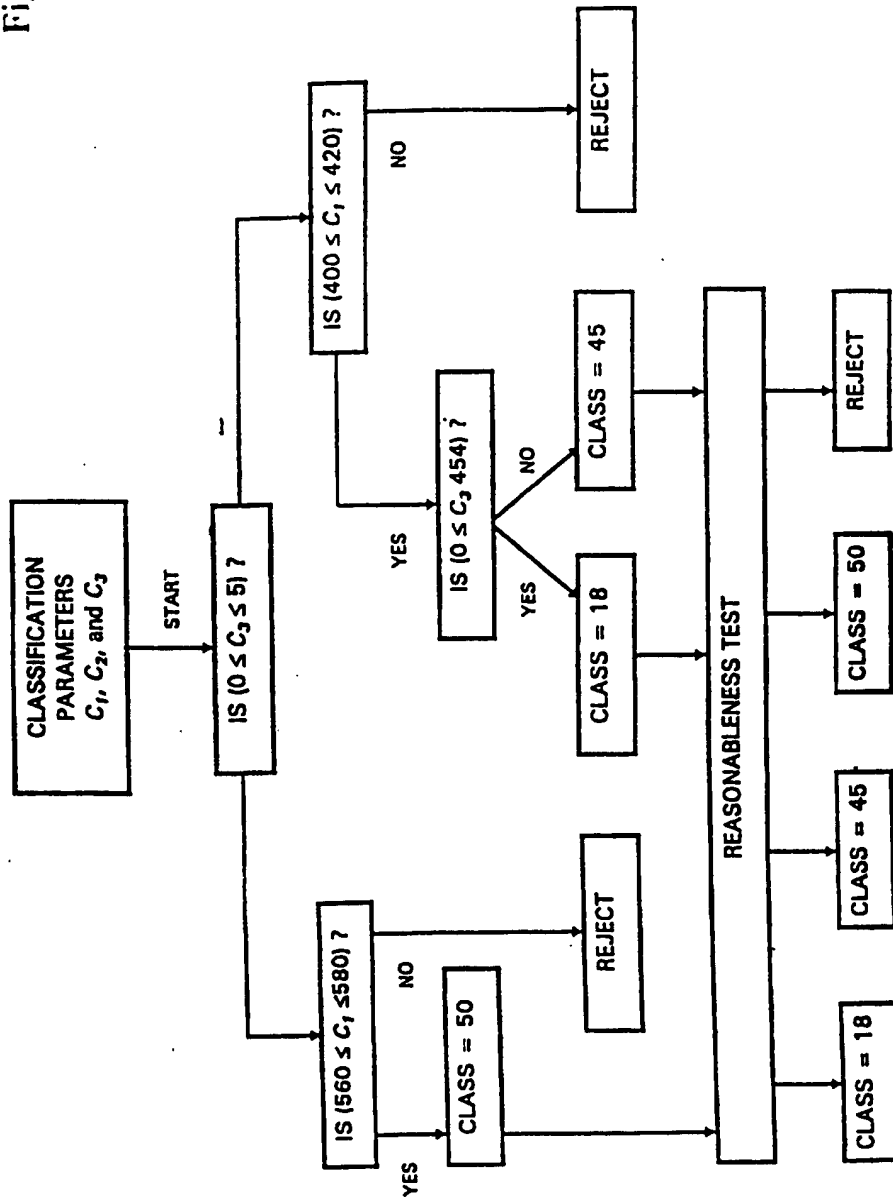 Fi
CLASSIFICATION
PARAMETERS
C₁, C₂, and C₃
START
IS (0 ≤ C₃ ≤ 5) ?
IS (560 ≤ C₁ ≤580) ?
IS (400 ≤ C₁ ≤ 420) ?
YES
NO
YES
NO
CLASS = 50
REJECT
IS (0 ≤ C₃ 454) ?
REJECT
YES
NO
CLASS = 18
CLASS = 45
REASONABLENESS TEST
CLASS = 18
CLASS = 45
CLASS = 50
REJECT